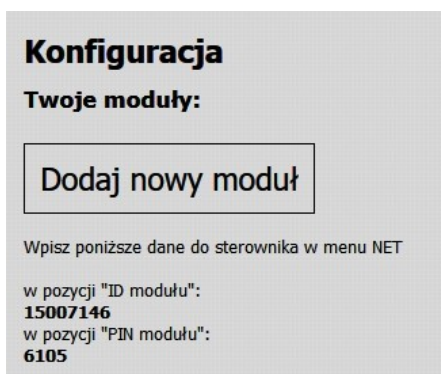 Konfiguracja
Twoje moduły:
Dodaj nowy moduł
Wpisz poniższe dane do sterownika w menu NET
w pozycji "ID modułu":
15007146
w pozycji "PIN modułu":
6105